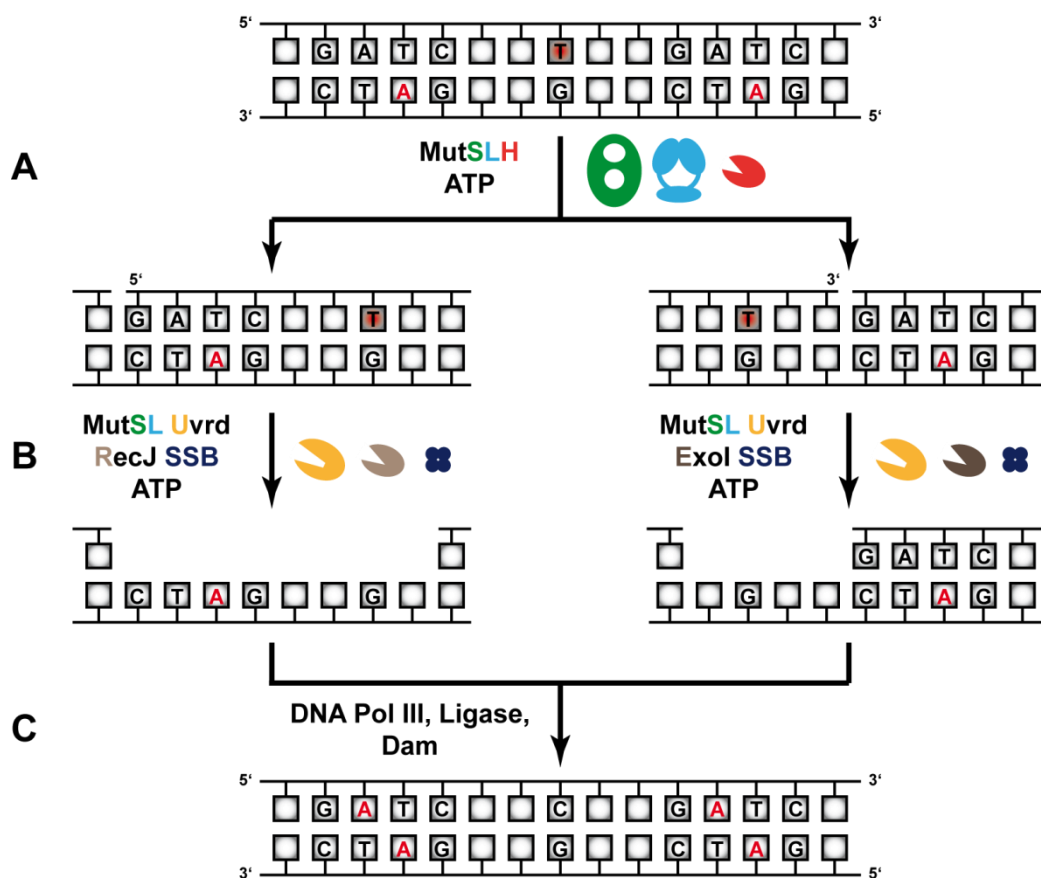 5‘ 3‘
G A T C T G A T C
C T A G G C T A G
3‘ 5‘
A
MutSLH
ATP
5‘
3‘
G A T C T
T G A T C
C T A G G
G C T A G
B
MutSL Uvrd
RecJ SSB
ATP
MutSL Uvrd
ExoI SSB
ATP
G A T C
C T A G G
G C T A G
C
DNA Pol III, Ligase,
Dam
5‘ 3‘
G A T C C G A T C
C T A G G C T A G
3‘ 5‘